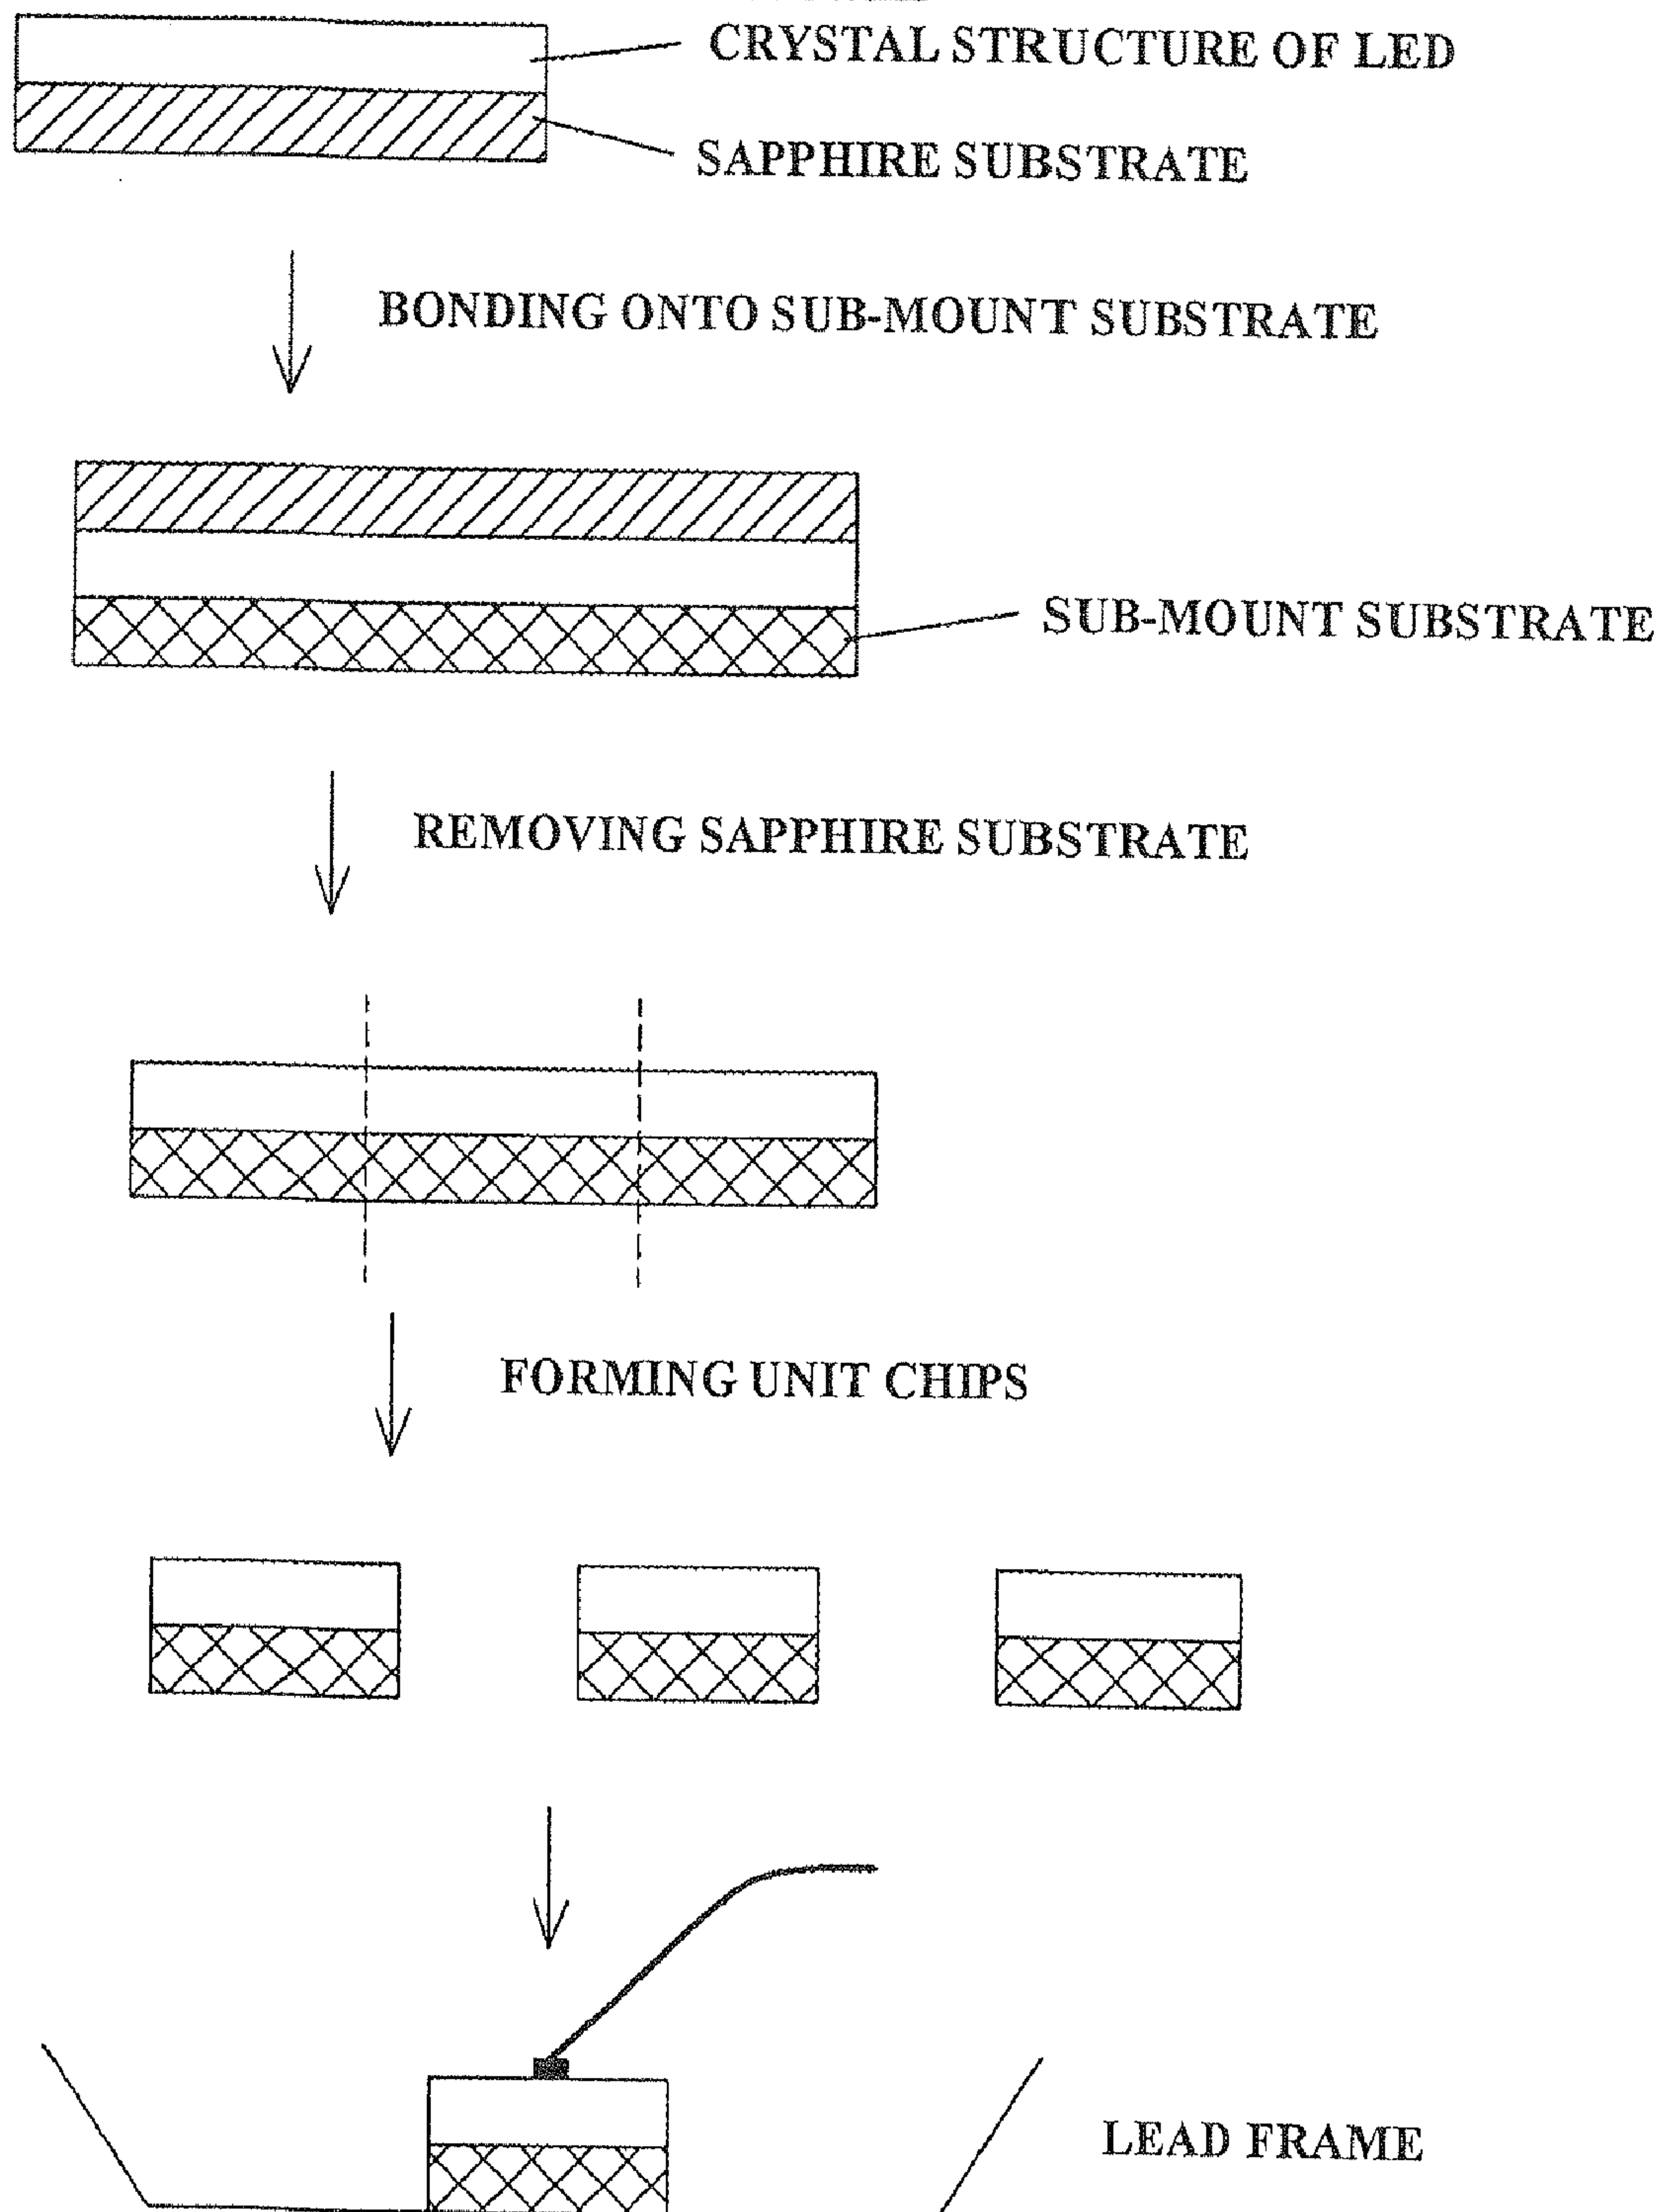 CRYSTAL STRUCTURE OF LED
SAPPHIRE SUBSTRATE
BONDING ONTO SUB-MOUNT SUBSTRATE
SUB-MOUNT SUBSTRATE
REMOVING SAPPHIRE SUBSTRATE
FORMING UNIT CHIPS
LEAD FRAME